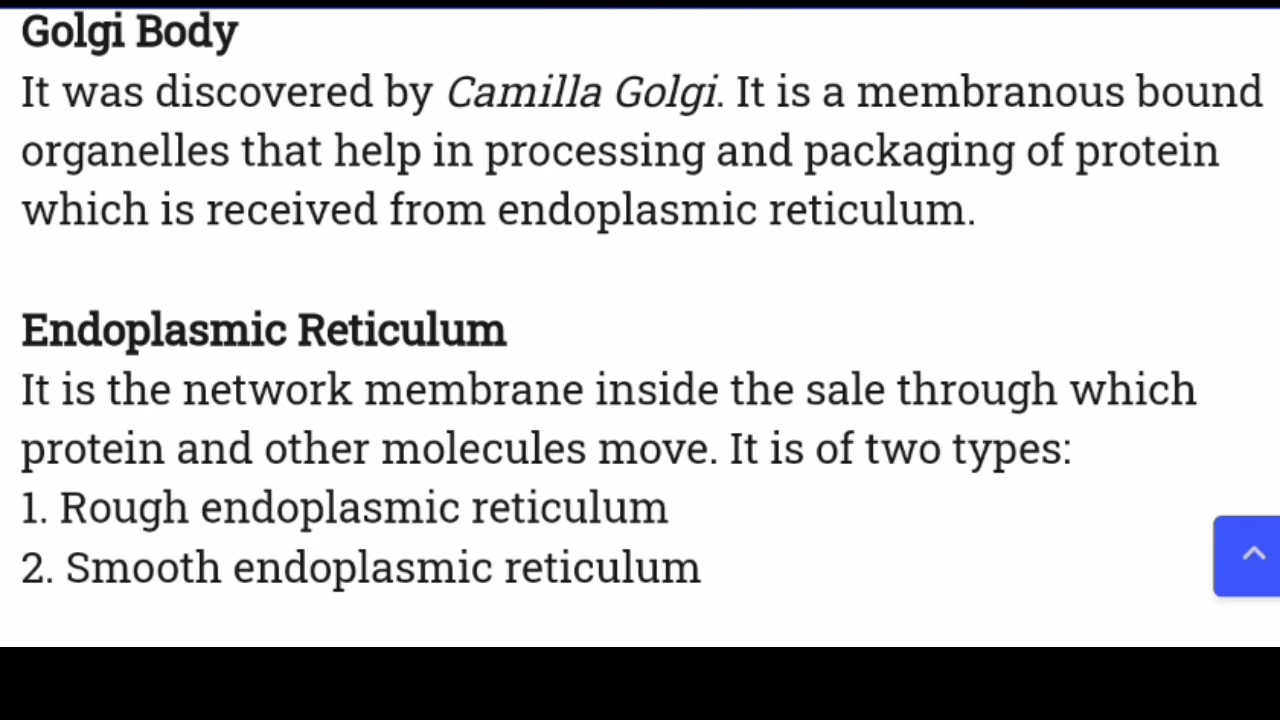 Golgi Body
It was discovered by Camilla Golgi. It is a membranous bound
organelles that help in processing and packaging of protein
which is received from endoplasmic reticulum.
Endoplasmic Reticulum
It is the network membrane inside the sale through which
protein and other molecules move. It is of two types:
1. Rough endoplasmic reticulum
2. Smooth endoplasmic reticulum